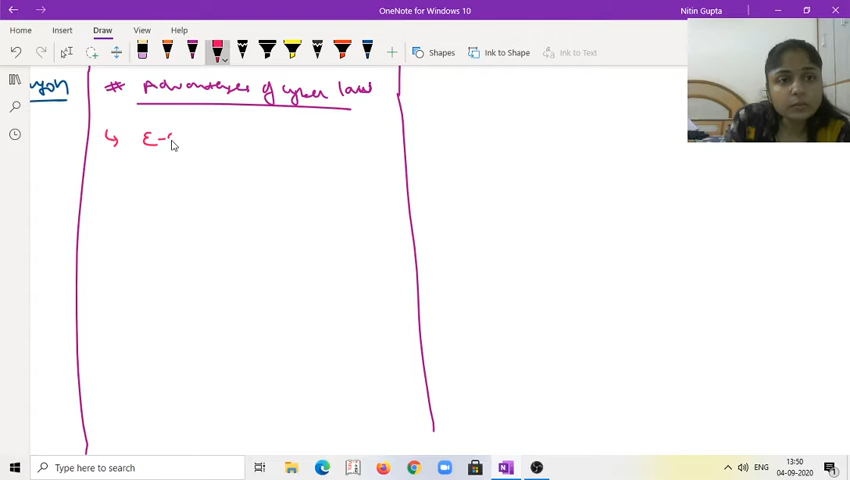 OneNote for Windows 10
Nitin Gupta
Home Insert Draw View Help
Shapes Ink to Shape Ink to Text
# Advantages of cyber law
↳ E-
Type here to search
ENG
13:50
04-09-2020
1